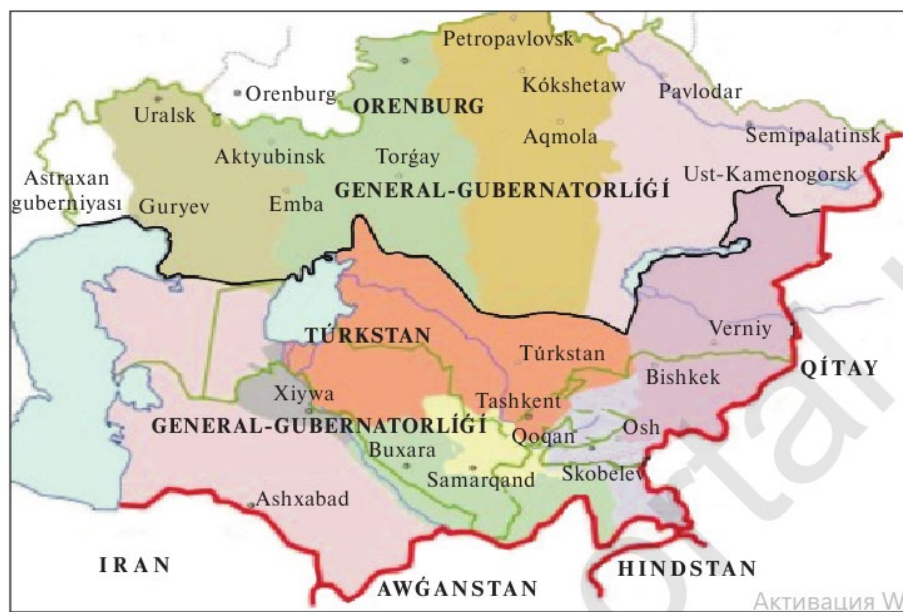 Petropavlovsk
Kókshetaw
Pavlodar
Orenburg
ORENBURG
Uralsk
Aqmola
Semipalatinsk
Aktyubinsk
Torǵay
Ust-Kamenogorsk
Astraxan
guberniyası
GENERAL-GUBERNATORLÍǴÍ
Guryev
Emba
TÚRKSTAN
Verniy
Túrkstan
Bishkek
QÍTAY
Xiywa
Tashkent
GENERAL-GUBERNATORLÍǴÍ
Qoqan
Osh
Buxara
Samarqand
Skobelev
Ashxabad
IRAN
AWǴANSTAN
HINDSTAN
Активация W